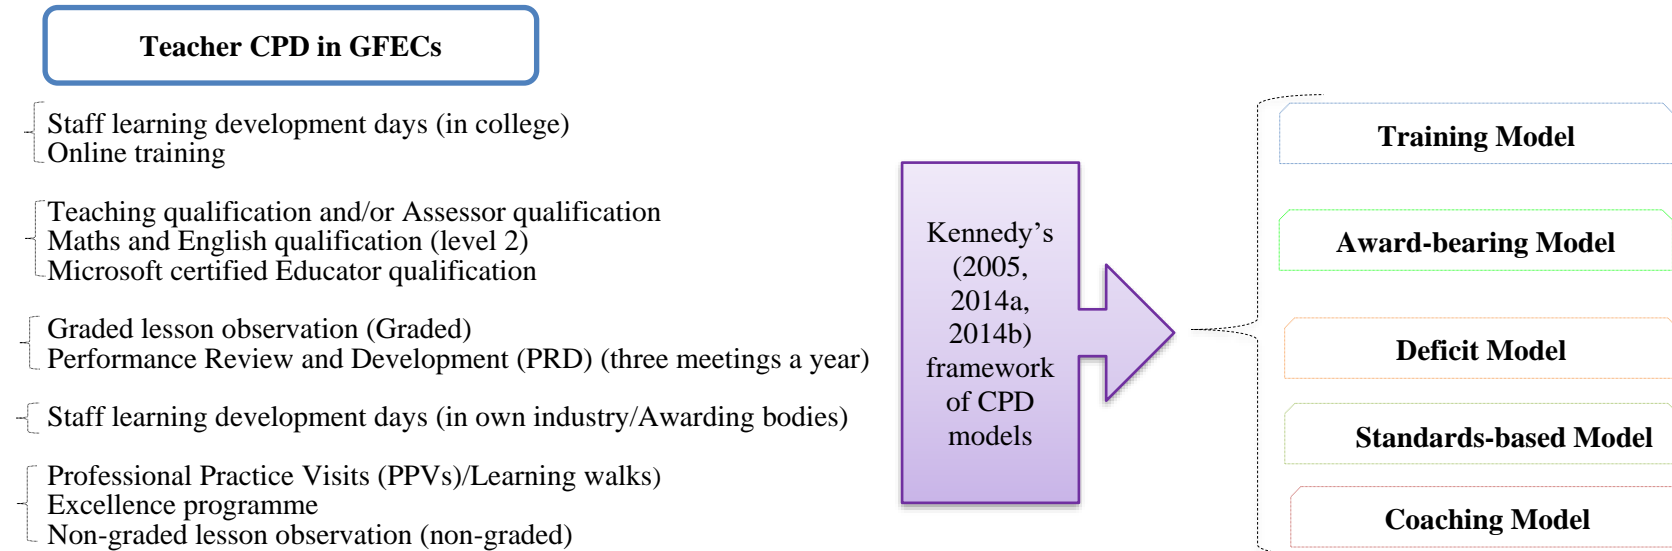 Teacher CPD in GFECs
Staff learning development days (in college)
Online training
Teaching qualification and/or Assessor qualification
Maths and English qualification (level 2)
Microsoft certified Educator qualification
Graded lesson observation (Graded)
Performance Review and Development (PRD) (three meetings a year)
Staff learning development days (in own industry/Awarding bodies)
Professional Practice Visits (PPVs)/Learning walks)
Excellence programme
Non-graded lesson observation (non-graded)
Kennedy’s
(2005,
2014a,
2014b)
framework
of CPD
models
Training Model
Award-bearing Model
Deficit Model
Standards-based Model
Coaching Model